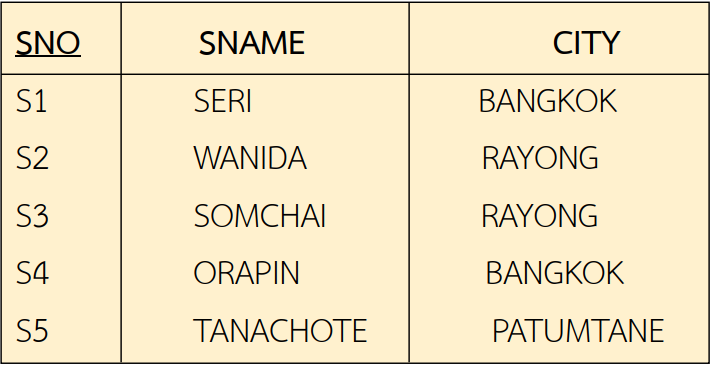 SNO SNAME CITY
S1 SERI BANGKOK
S2 WANIDA RAYONG
S3 SOMCHAI RAYONG
S4 ORAPIN BANGKOK
S5 TANACHOTE PATUMTANE